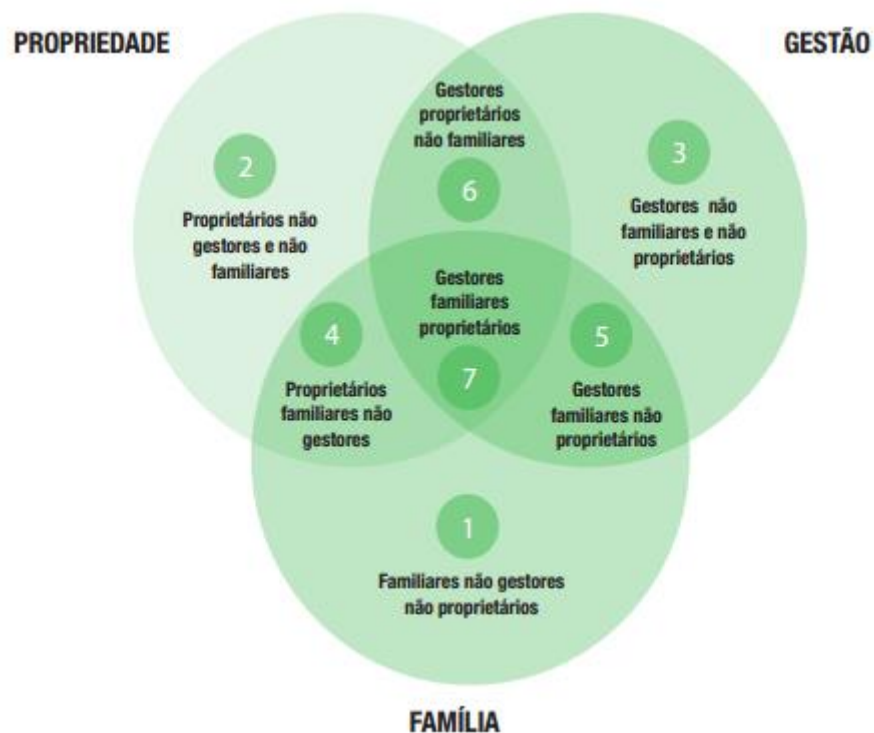 PROPRIEDADE
GESTÃO
Gestores
proprietários
não familiares
6
2
Proprietários não
gestores e não
familiares
3
Gestores não
familiares e não
proprietários
Gestores
familiares
proprietários
7
4
Proprietários
familiares não
gestores
5
Gestores
familiares não
proprietários
1
Familiares não gestores
não proprietários
FAMÍLIA